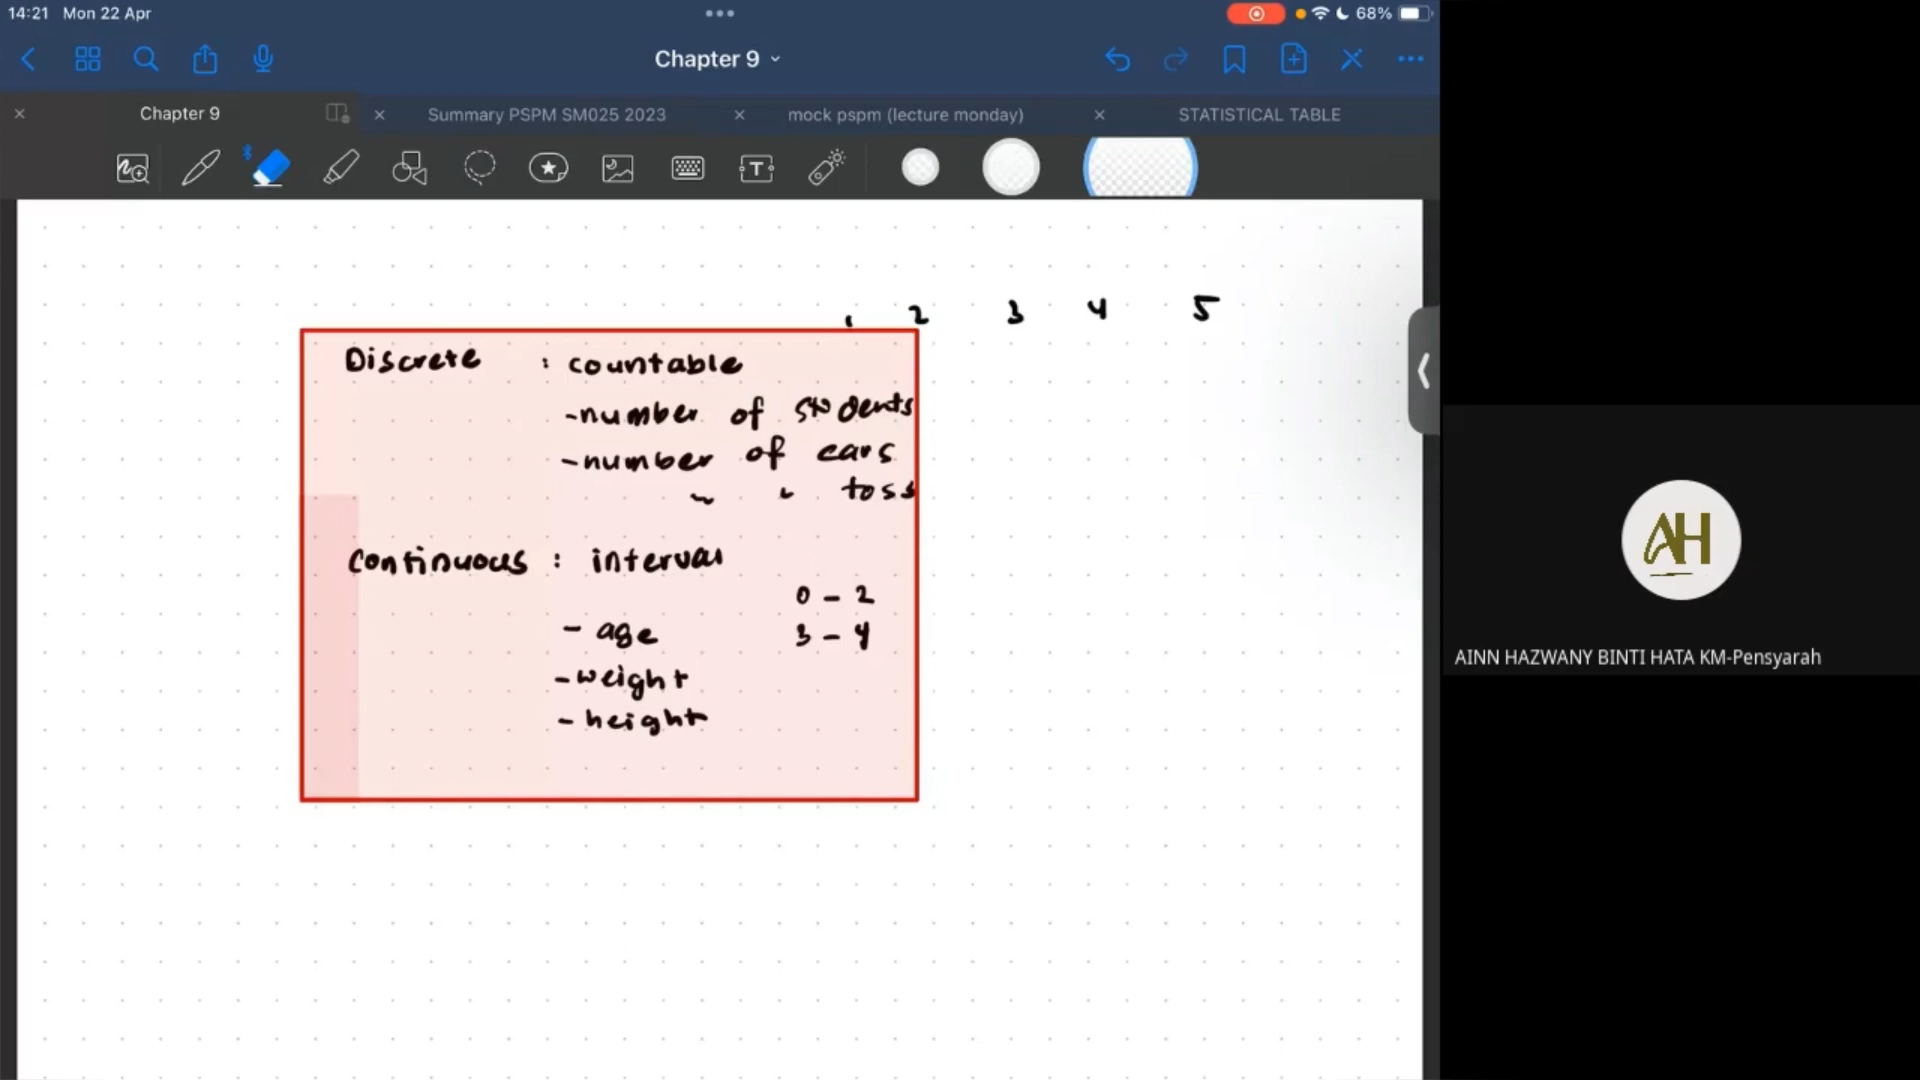 14:21 Mon 22 Apr
68%
Chapter 9
Chapter 9
Summary PSPM SM025 2023
mock pspm (lecture monday)
STATISTICAL TABLE
1 2 3 4 5
Discrete : countable
- number of students
- number of cars
" " toss
Continuous : interval
0 - 2
- age 3 - 4
- weight
- height
AH
AINN HAZWANY BINTI HATA KM-Pensyarah